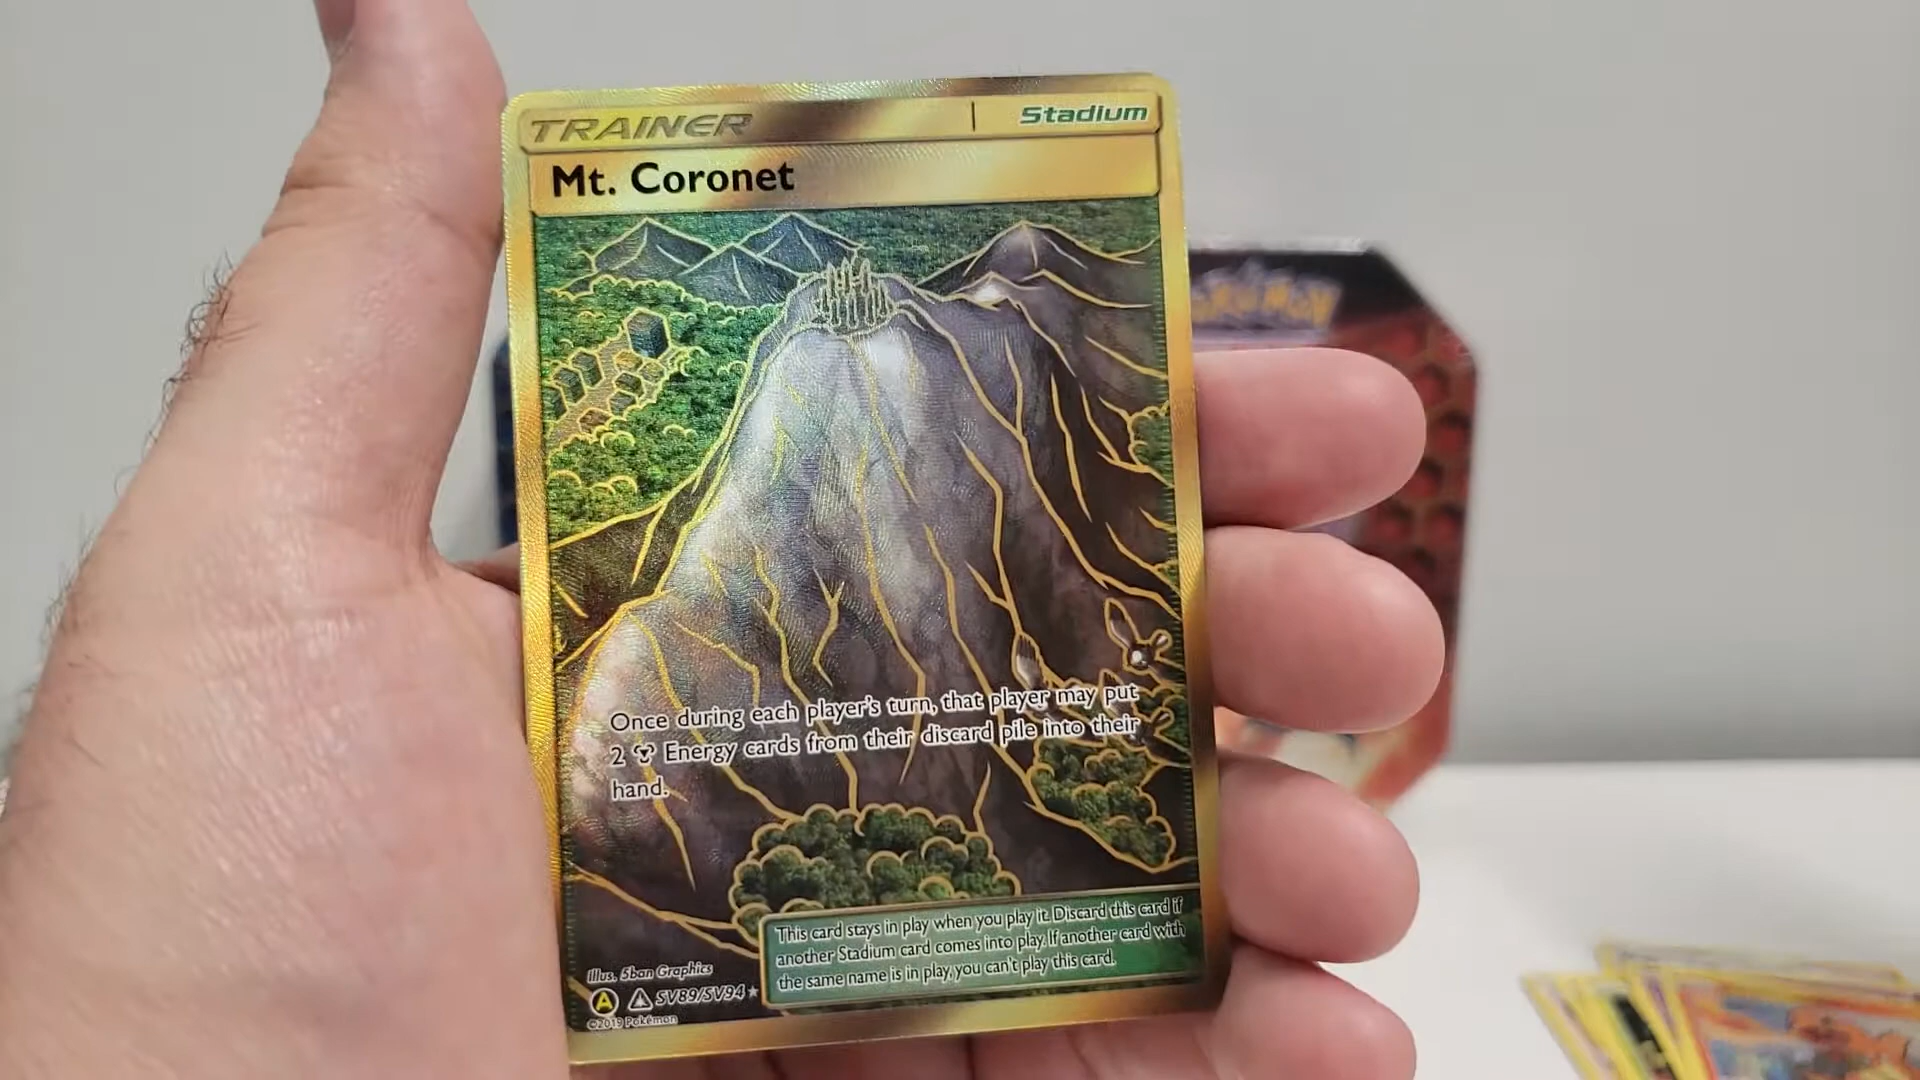 TRAINER
Stadium
Mt. Coronet
POKÉMON
Once during each player's turn, that player may put
2 Energy cards from their discard pile into their
hand.
This card stays in play when you play it. Discard this card if
another Stadium card comes into play. If another card with
the same name is in play, you can't play this card.
Illus. 5ban Graphics
A SV89/SV94
©2019 Pokémon